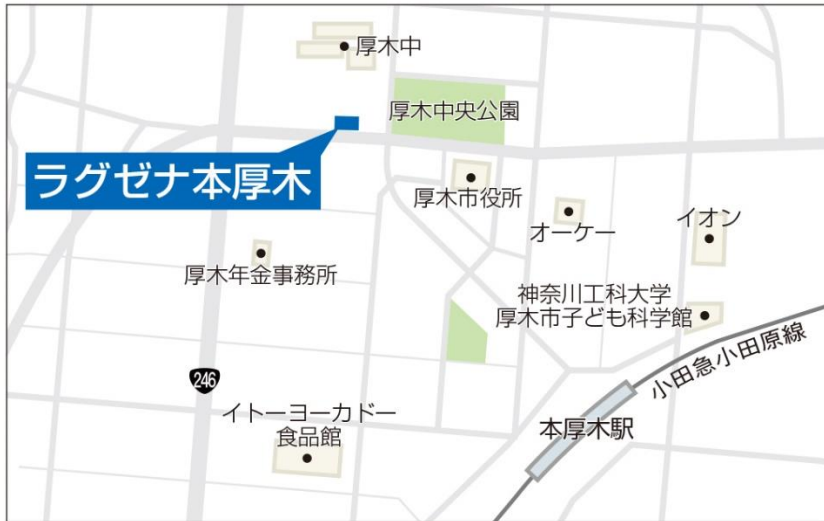 厚木中
厚木中央公園
ラグゼナ本厚木
厚木市役所
オーケー
イオン
厚木年金事務所
神奈川工科大学
厚木市子ども科学館
小田急小田原線
246
イトーヨーカドー
食品館
本厚木駅